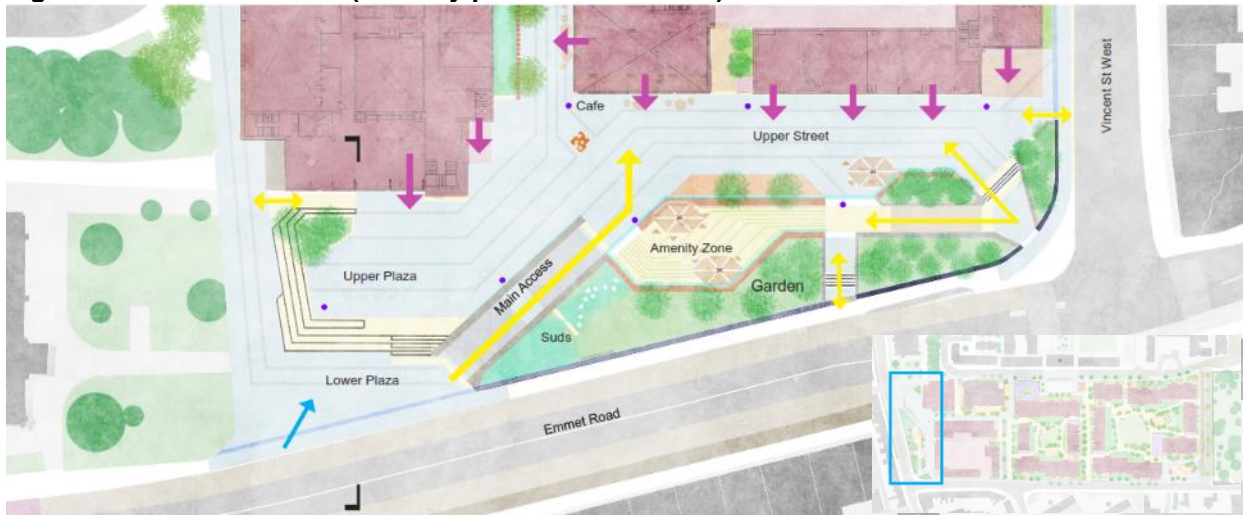 Cafe
Upper Street
Vincent St West
Amenity Zone
Upper Plaza
Main Access
Garden
Suds
Lower Plaza
Emmet Road